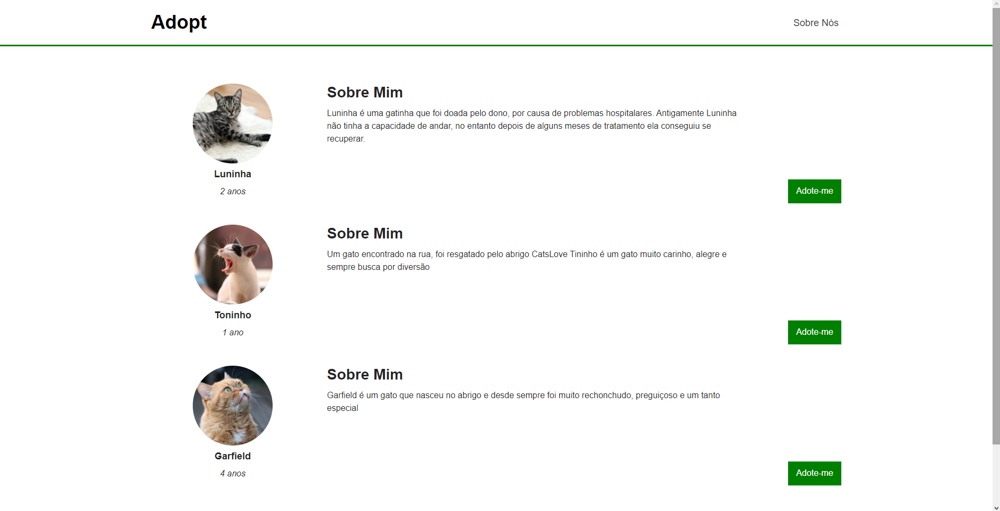 Adopt
Sobre Nós
Sobre Mim
Luninha é uma gatinha que foi doada pelo dono, por causa de problemas hospitalares. Antigamente Luninha
não tinha a capacidade de andar, no entanto depois de alguns meses de tratamento ela conseguiu se
recuperar.
Luninha
2 anos
Adote-me
Sobre Mim
Um gato encontrado na rua, foi resgatado pelo abrigo CatsLove Tininho é um gato muito carinho, alegre e
sempre busca por diversão
Toninho
1 ano
Adote-me
Sobre Mim
Garfield é um gato que nasceu no abrigo e desde sempre foi muito rechonchudo, preguiçoso e um tanto
especial
Garfield
4 anos
Adote-me